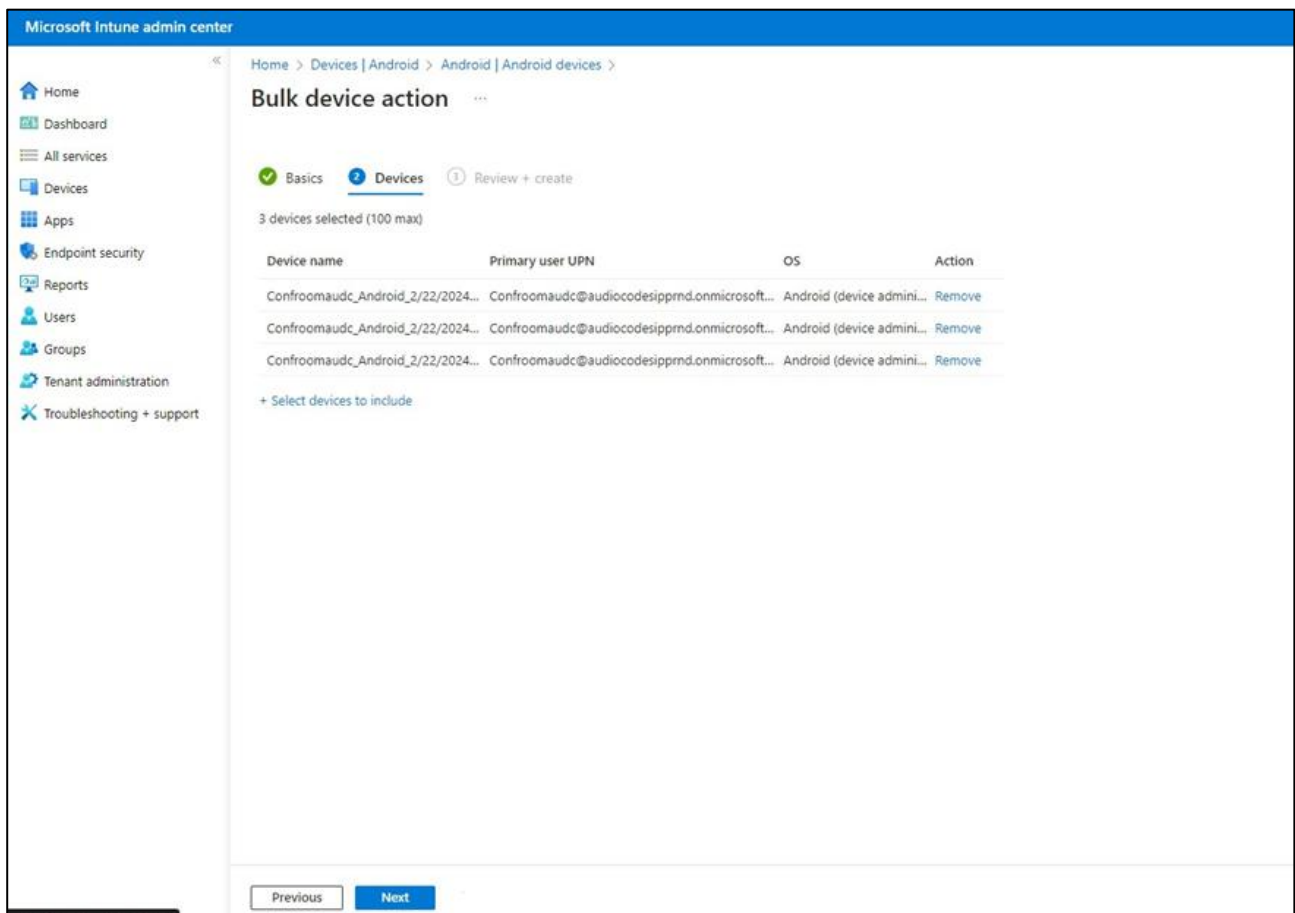 Microsoft Intune admin center
«
Home > Devices | Android > Android | Android devices >
Bulk device action ...
Home
Dashboard
All services
Devices
Apps
Endpoint security
Reports
Users
Groups
Tenant administration
Troubleshooting + support
Basics 2 Devices 3 Review + create
3 devices selected (100 max)
Device name Primary user UPN OS Action
Confroomaudc_Android_2/22/2024... Confroomaudc@audiocodesipprnd.onmicrosoft... Android (device admini... Remove
Confroomaudc_Android_2/22/2024... Confroomaudc@audiocodesipprnd.onmicrosoft... Android (device admini... Remove
Confroomaudc_Android_2/22/2024... Confroomaudc@audiocodesipprnd.onmicrosoft... Android (device admini... Remove
+ Select devices to include
Previous Next